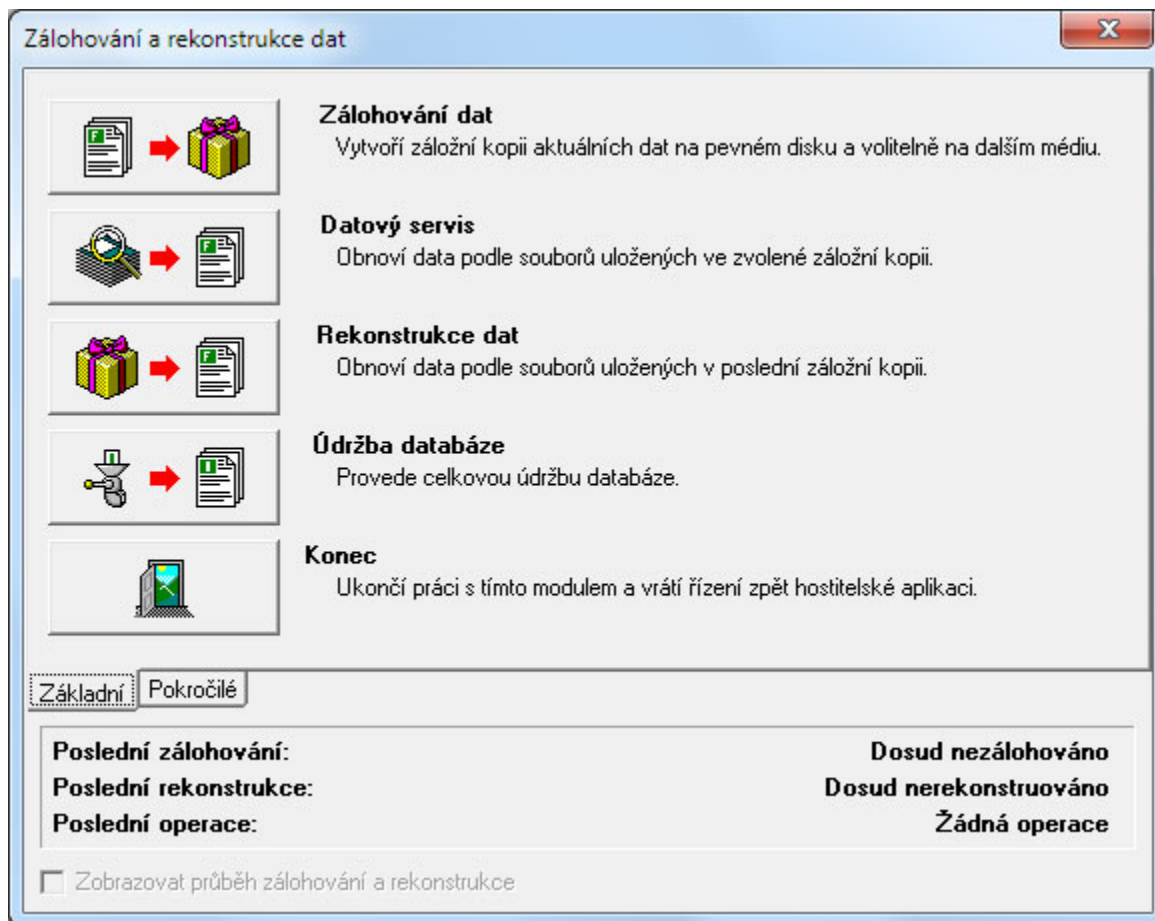 Zálohování a rekonstrukce dat
Zálohování dat
Vytvoří záložní kopii aktuálních dat na pevném disku a volitelně na dalším médiu.
Datový servis
Obnoví data podle souborů uložených ve zvolené záložní kopii.
Rekonstrukce dat
Obnoví data podle souborů uložených v poslední záložní kopii.
Údržba databáze
Provede celkovou údržbu databáze.
Konec
Ukončí práci s tímto modulem a vrátí řízení zpět hostitelské aplikaci.
Základní Pokročilé
Poslední zálohování: Dosud nezálohováno
Poslední rekonstrukce: Dosud nerekonstruováno
Poslední operace: Žádná operace
Zobrazovat průběh zálohování a rekonstrukce